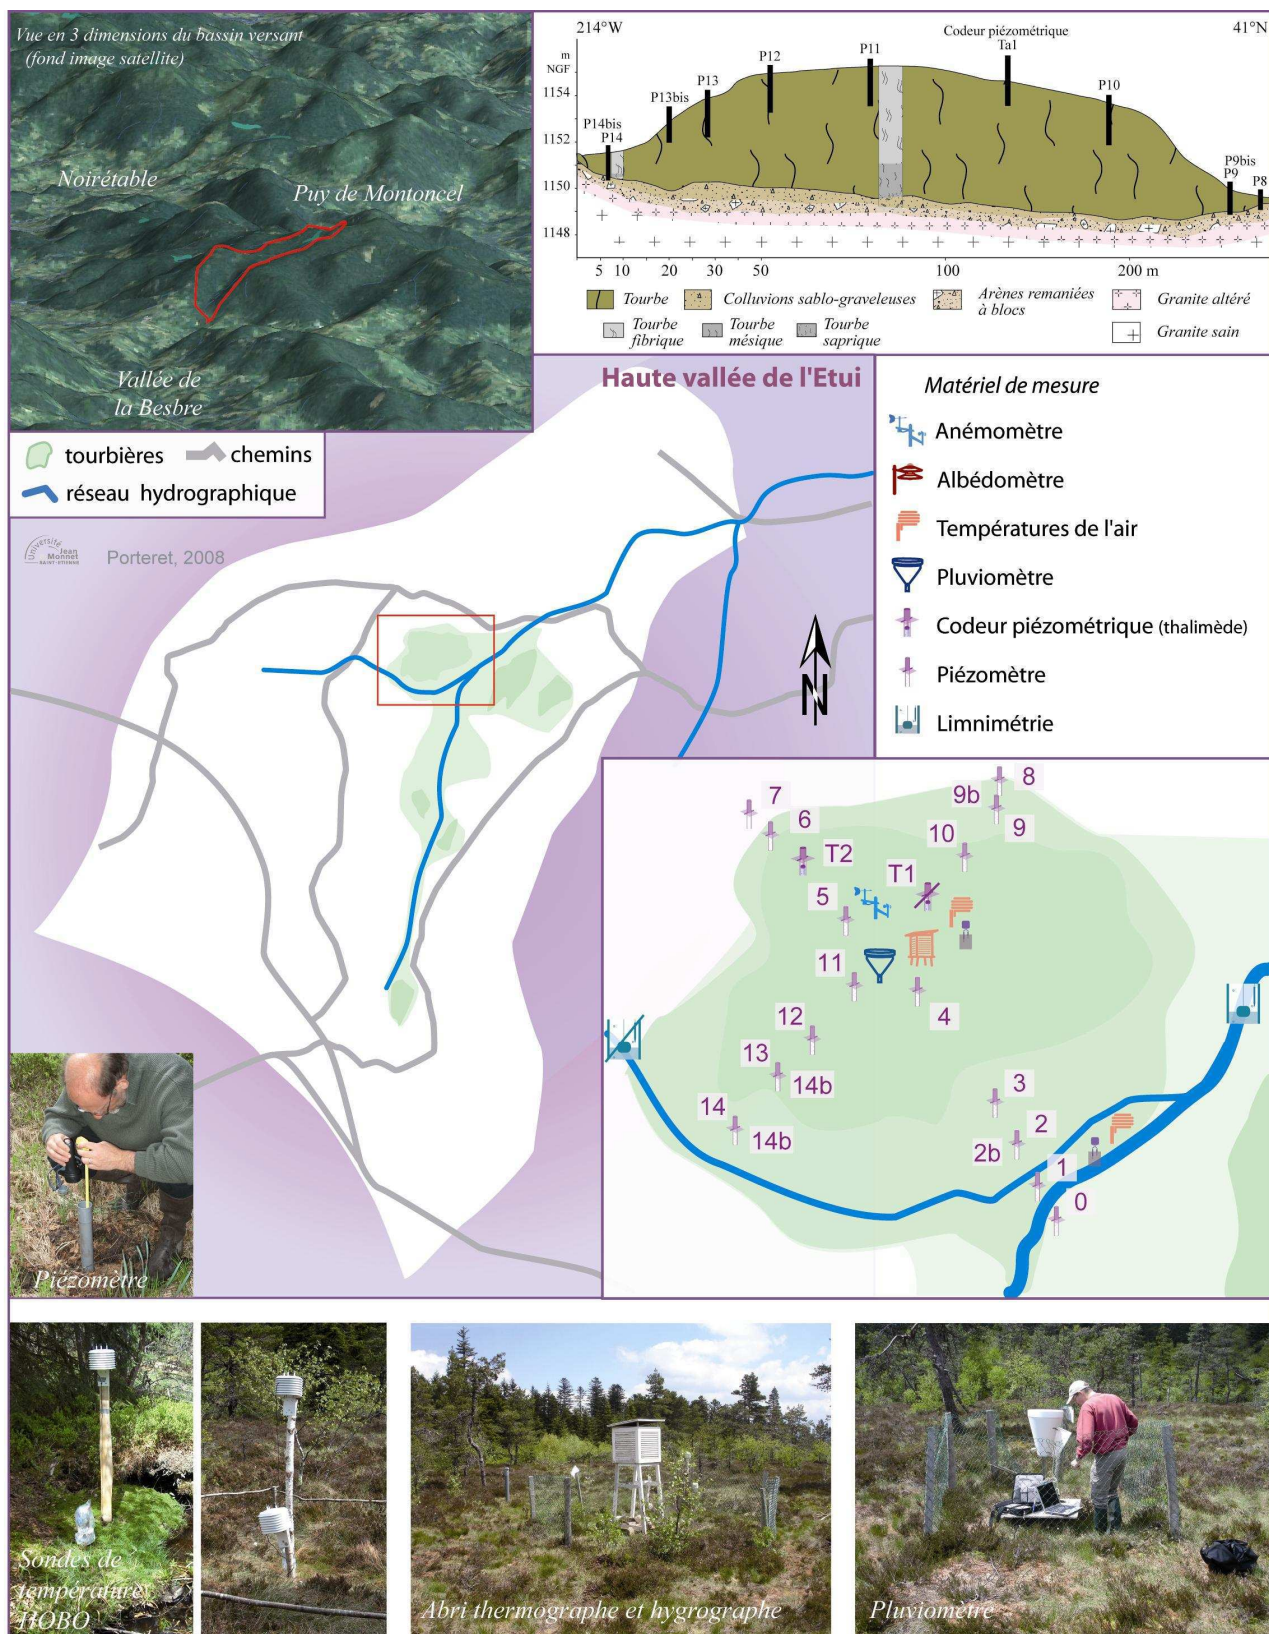 Vue en 3 dimensions du bassin versant
(fond image satellite)
Noirétable
Puy de Montoncel
Vallée de
la Besbre
214°W
41°N
Codeur piézométrique
Ta1
m
NGF
1154
1152
1150
1148
P14bis
P14
P13bis
P13
P12
P11
P10
P9bis
P9
P8
5
10
20
30
50
100
200 m
Tourbe
Colluvions sablo-graveleuses
Arènes remaniées
à blocs
Granite altéré
Tourbe
fibrique
Tourbe
mésique
Tourbe
saprique
Granite sain
Haute vallée de l'Etui
tourbières
chemins
réseau hydrographique
Université
Jean
Monnet
SAINT-ETIENNE
Porteret, 2008
N
Matériel de mesure
Anémomètre
Albédomètre
Températures de l'air
Pluviomètre
Codeur piézométrique (thalimède)
Piézomètre
Limnimétrie
7
6
T2
5
8
9b
9
10
T1
11
4
12
13
14b
14
14b
3
2
2b
1
0
Piézomètre
Sondes de
température
HOBO
Abri thermographe et hygrographe
Pluviomètre